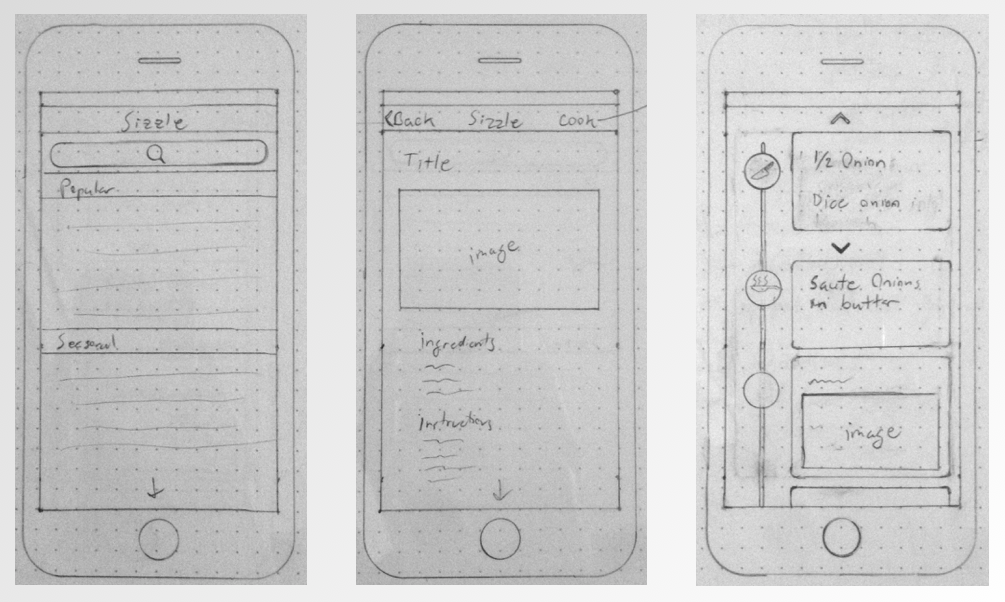 Sizzle
Popular
Seasonal
<Back Sizzle Cook
Title
image
ingredients
Instructions
1/2 Onion
Dice onion
Saute Onions
in butter
image